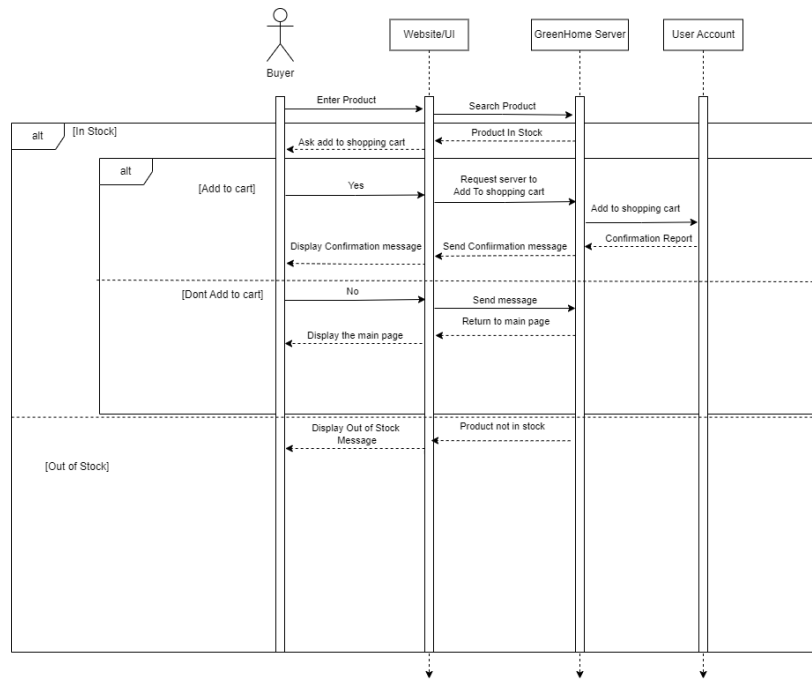 Website/UI
GreenHome Server
User Account
Buyer
Enter Product
Search Product
alt
[In Stock]
Product In Stock
Ask add to shopping cart
alt
[Add to cart]
Yes
Request server to
Add To shopping cart
Add to shopping cart
Confirmation Report
Display Confirmation message
Send Confiirmation message
[Dont Add to cart]
No
Send message
Return to main page
Display the main page
Display Out of Stock
Message
Product not in stock
[Out of Stock]